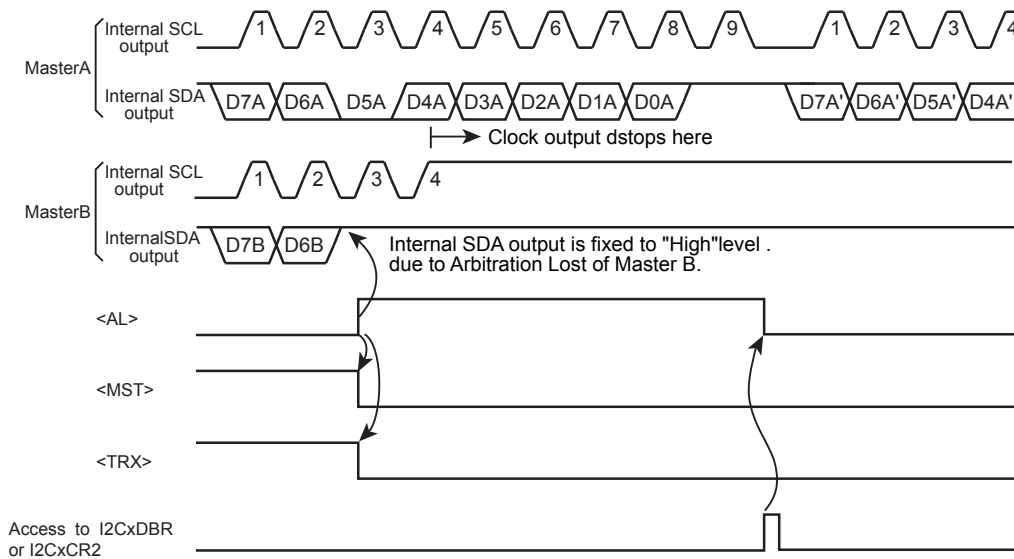 MasterA
Internal SCL
output
1 2 3 4 5 6 7 8 9 1 2 3 4
Internal SDA
output
D7A D6A D5A D4A D3A D2A D1A D0A D7A' D6A' D5A' D4A'
Clock output dstops here
MasterB
Internal SCL
output
1 2 3 4
InternalSDA
output
D7B D6B
Internal SDA output is fixed to "High"level .
due to Arbitration Lost of Master B.
<AL>
<MST>
<TRX>
Access to I2CxDBR
or I2CxCR2